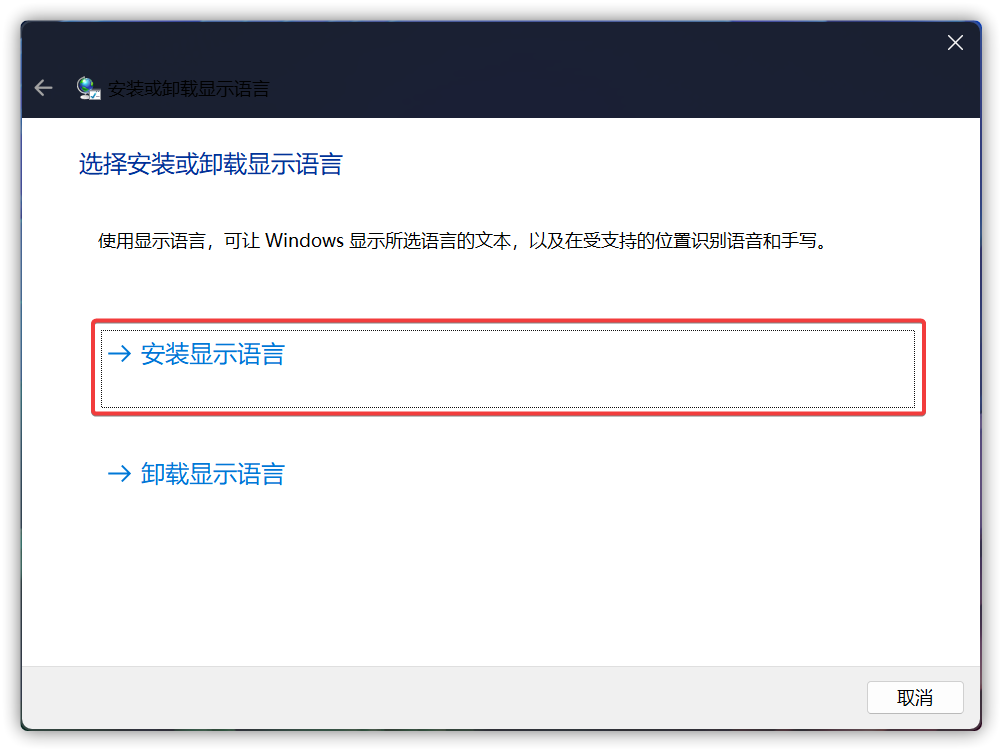 安装或卸载显示语言
选择安装或卸载显示语言
使用显示语言，可让 Windows 显示所选语言的文本，以及在受支持的位置识别语音和手写。
安装显示语言
卸载显示语言
取消